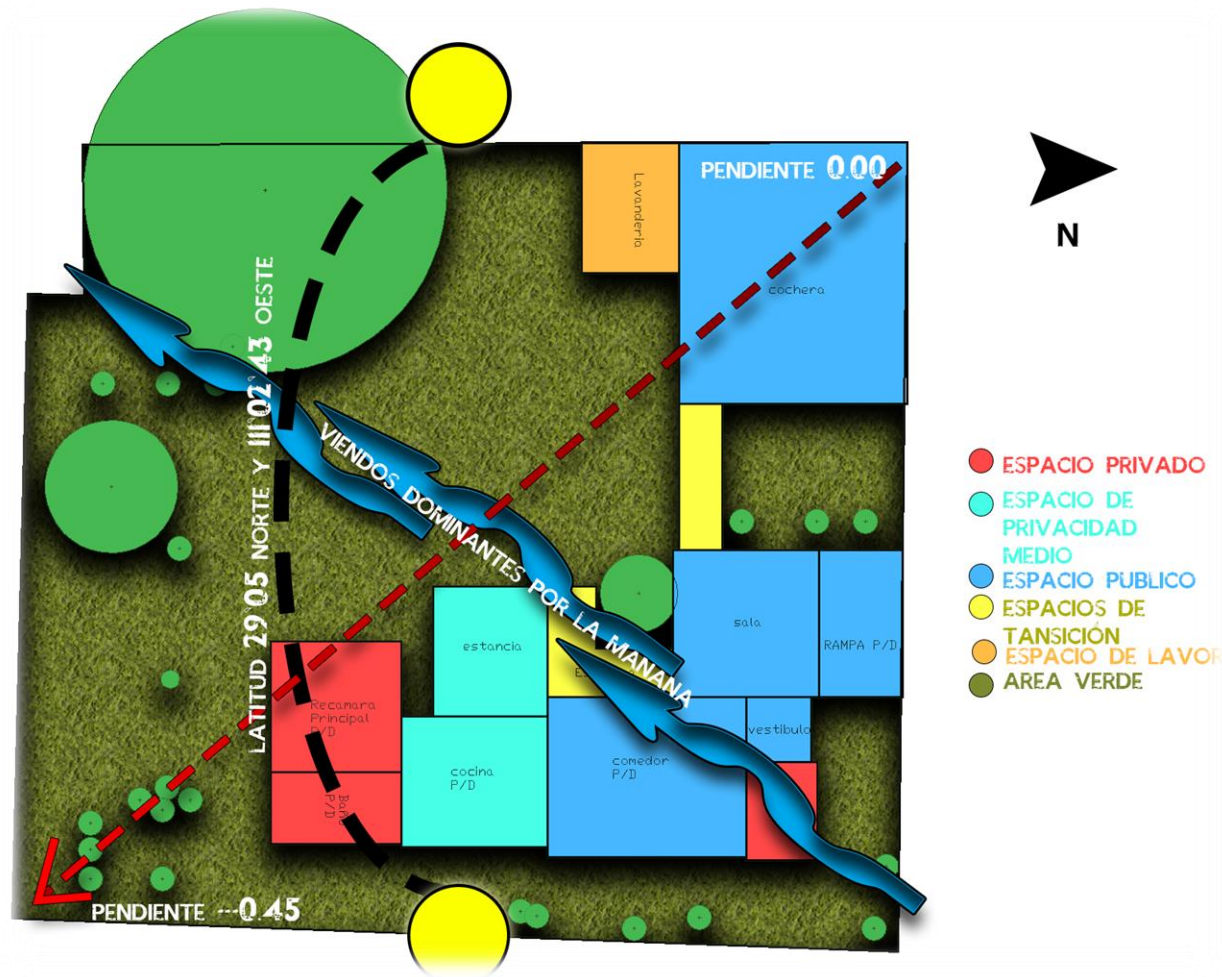 PENDIENTE 0.00
Lavanderia
cochera
N
LATITUD 29°05 NORTE Y 111°02'43 OESTE
VIENDOS DOMINANTES POR LA MANANA
ESPACIO PRIVADO
ESPACIO DE
PRIVACIDAD
MEDIO
ESPACIO PUBLICO
ESPACIOS DE
TANSICIÓN
ESPACIO DE LAVOR
AREA VERDE
sala
RAMPA P/D
estancia
Recamara
Principal
P/D
vestibulo
comedor
P/D
cocina
P/D
P/D
PENDIENTE ---0.45